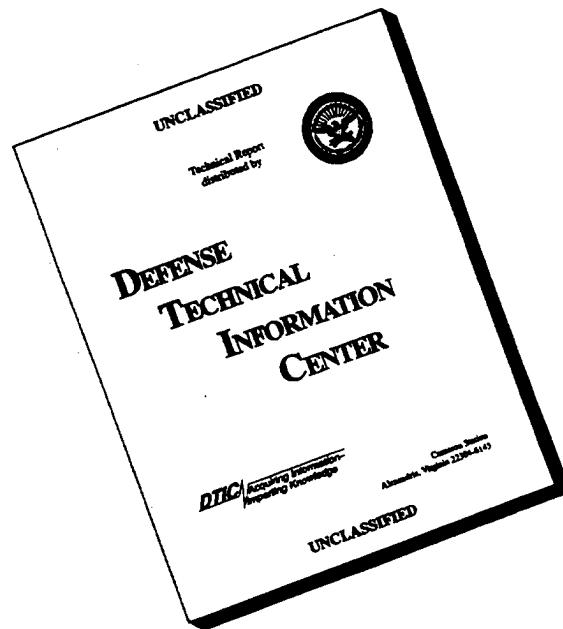 UNCLASSIFIED
Technical Report
distributed by
DEFENSE
TECHNICAL
INFORMATION
CENTER
DTIC Acquiring Information-
Imparting Knowledge
Cameron Station
Alexandria, Virginia 22304-6145
UNCLASSIFIED